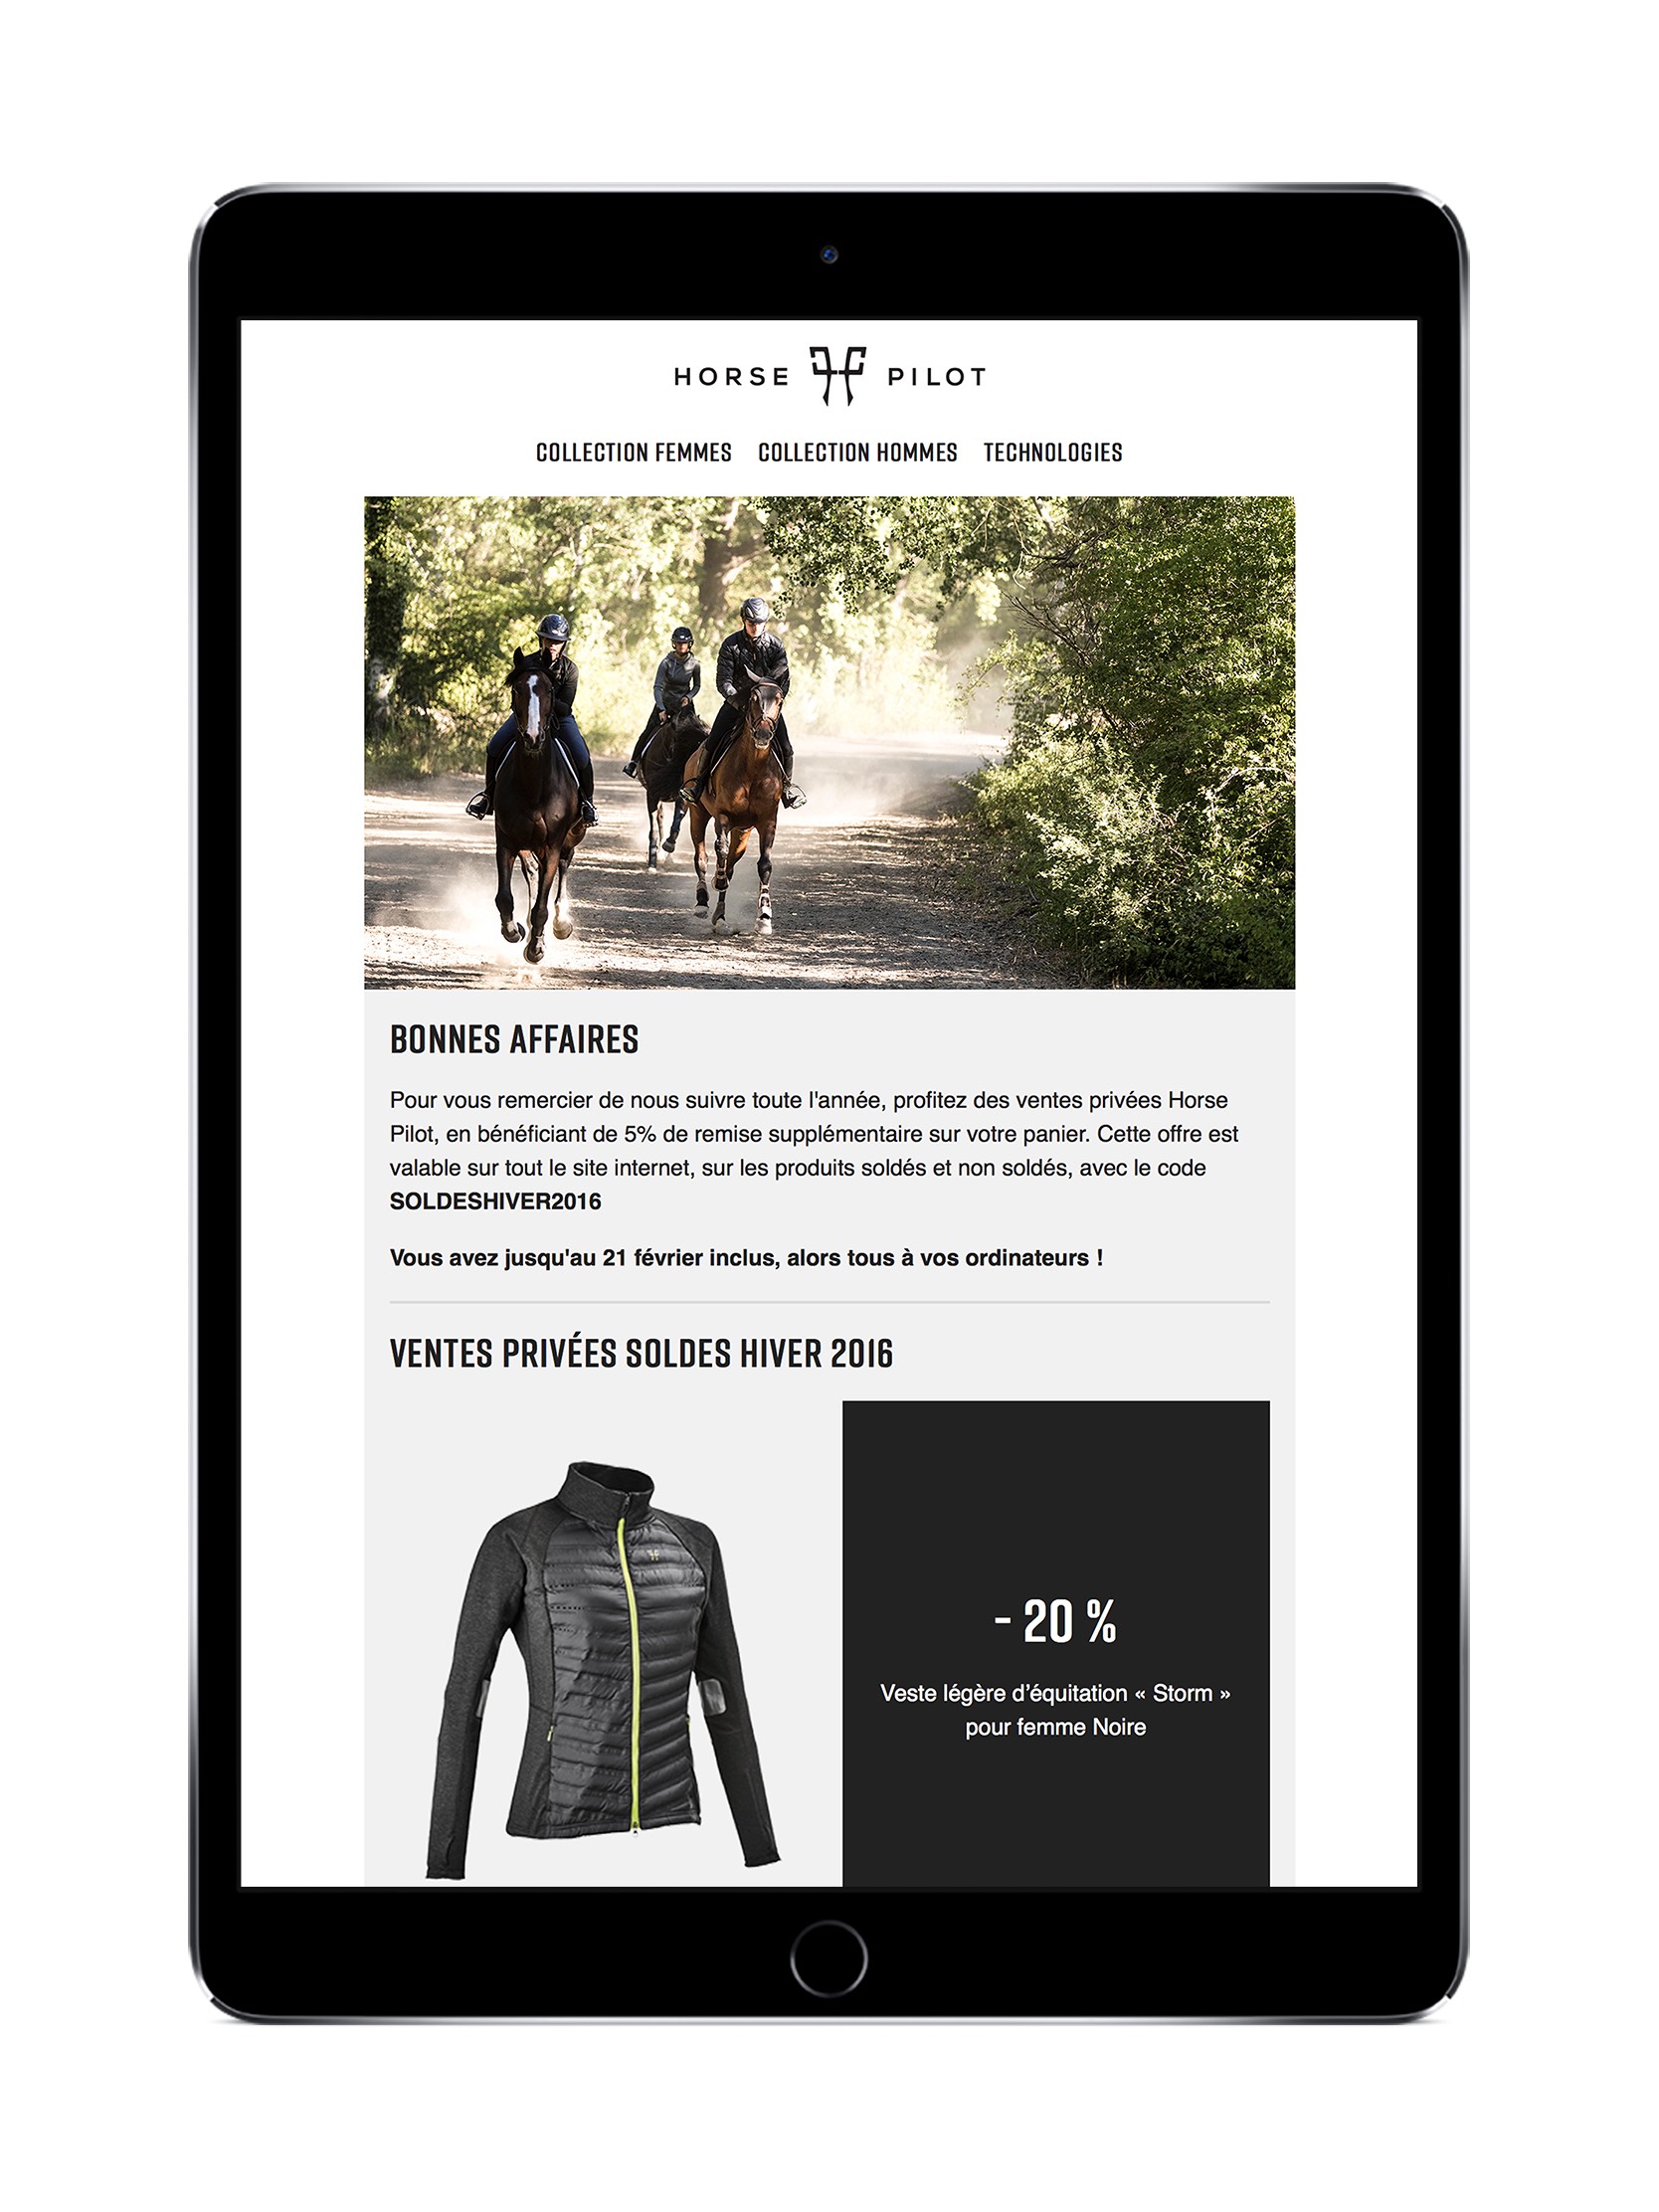 HORSE PILOT
COLLECTION FEMMES COLLECTION HOMMES TECHNOLOGIES
BONNES AFFAIRES
Pour vous remercier de nous suivre toute l'année, profitez des ventes privées Horse
Pilot, en bénéficiant de 5% de remise supplémentaire sur votre panier. Cette offre est
valable sur tout le site internet, sur les produits soldés et non soldés, avec le code
SOLDESHIVER2016
Vous avez jusqu'au 21 février inclus, alors tous à vos ordinateurs !
VENTES PRIVÉES SOLDES HIVER 2016
- 20 %
Veste légère d’équitation « Storm »
pour femme Noire